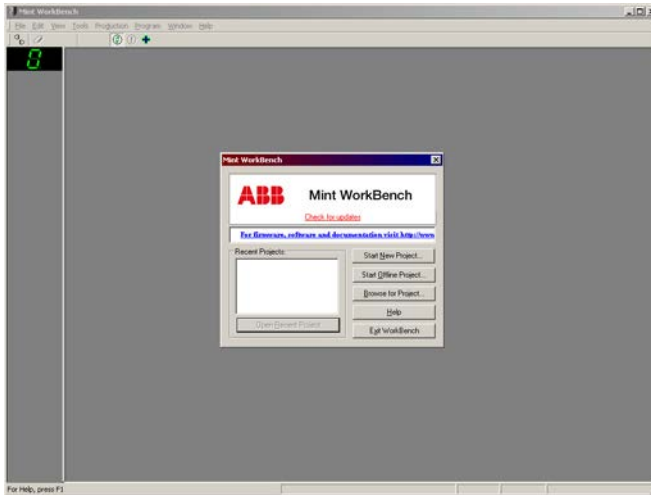 Mint WorkBench
File Edit View Tools Production Program Window Help
0
Mint WorkBench
ABB Mint WorkBench
Check for updates
For firmware, software and documentation visit http://www
Recent Projects:
Start New Project...
Start Offline Project...
Browse for Project...
Open Recent Project
Help
Exit WorkBench
For Help, press F1